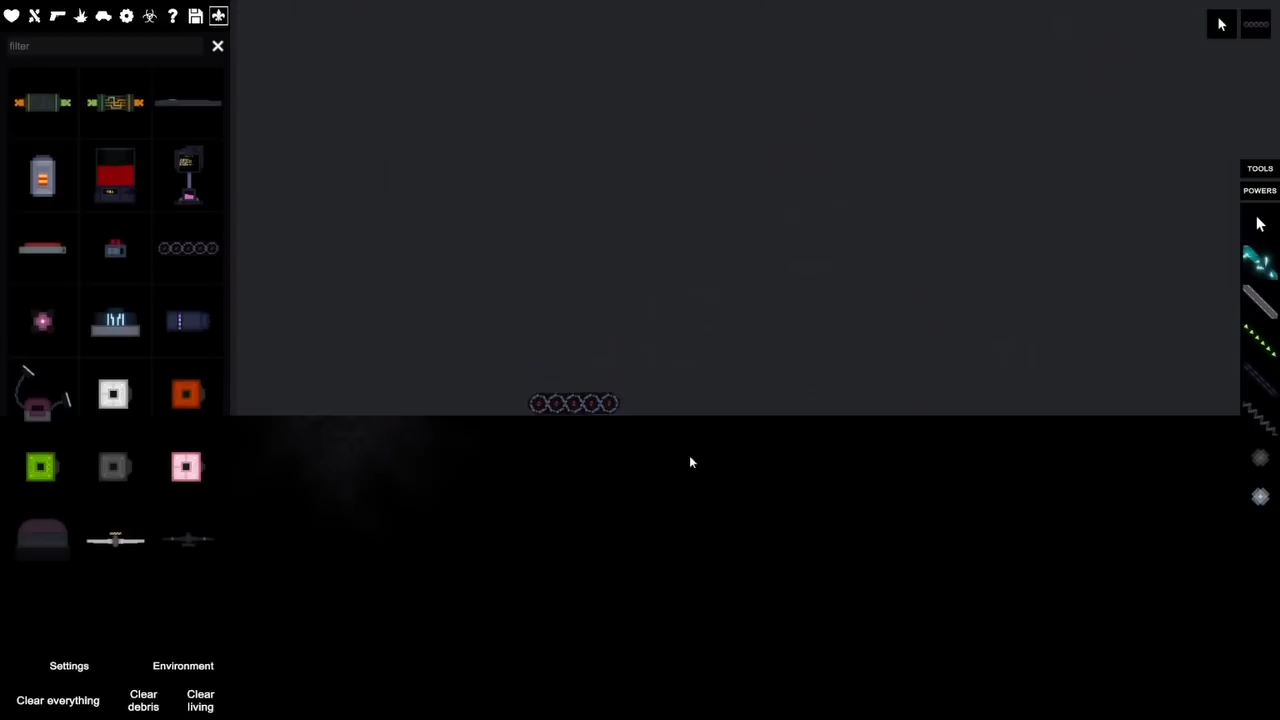 filter
TOOLS
POWERS
Settings
Environment
Clear everything
Clear
debris
Clear
living